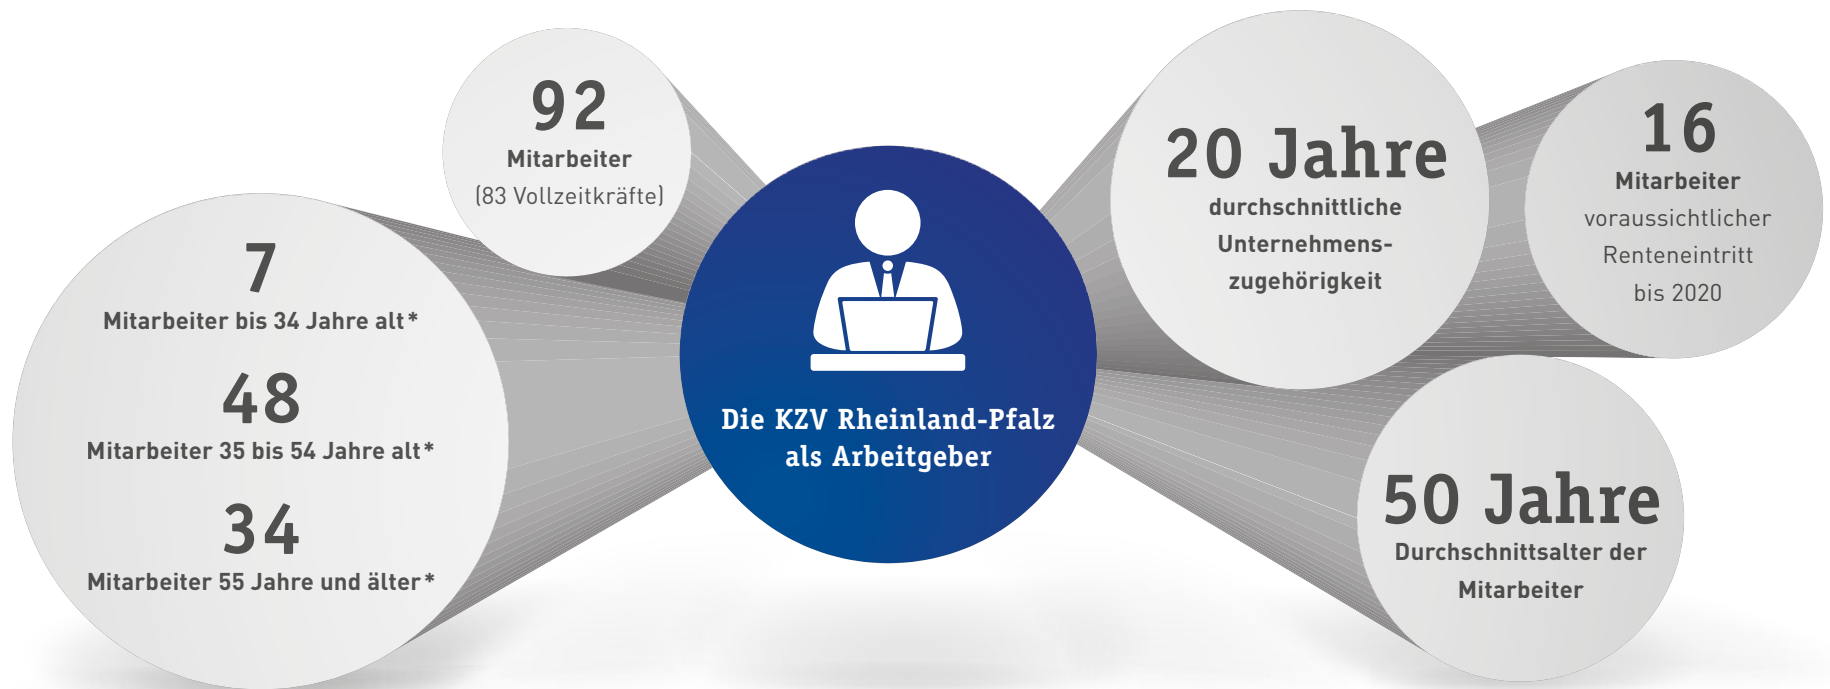 92
Mitarbeiter
(83 Vollzeitkräfte)
7
Mitarbeiter bis 34 Jahre alt*
48
Mitarbeiter 35 bis 54 Jahre alt*
34
Mitarbeiter 55 Jahre und älter*
Die KZV Rheinland-Pfalz
als Arbeitgeber
20 Jahre
durchschnittliche
Unternehmens-
zugehörigkeit
16
Mitarbeiter
voraussichtlicher
Renteneintritt
bis 2020
50 Jahre
Durchschnittsalter der
Mitarbeiter